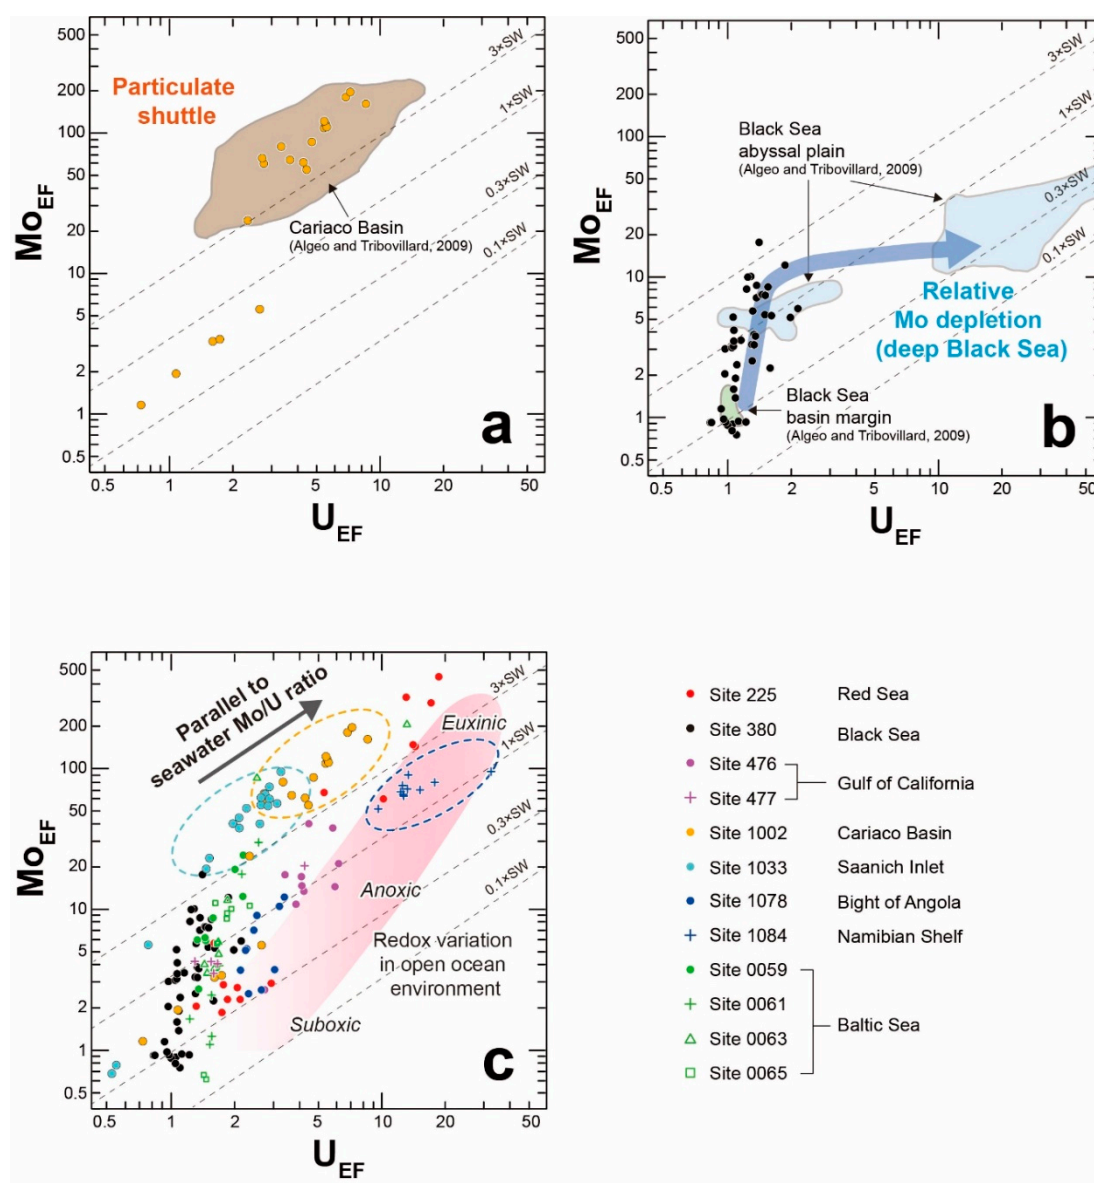 500
200
100
50
20
10
5
2
1
0.5
Mo EF
Particulate
shuttle
Cariaco Basin
(Algeo and Tribovillard, 2009)
3×SW
1×SW
0.3×SW
0.1×SW
a
0.5 1 2 5 10 20 50
U EF
500
200
100
50
20
10
5
2
1
0.5
Mo EF
Black Sea
abyssal plain
(Algeo and Tribovillard, 2009)
3×SW
1×SW
0.3×SW
0.1×SW
Relative
Mo depletion
(deep Black Sea)
Black Sea
basin margin
(Algeo and Tribovillard, 2009)
b
0.5 1 2 5 10 20 50
U EF
500
200
100
50
20
10
5
2
1
0.5
Mo EF
Parallel to
seawater Mo/U ratio
Euxinic
Anoxic
Suboxic
Redox variation
in open ocean
environment
3×SW
1×SW
0.3×SW
0.1×SW
c
0.5 1 2 5 10 20 50
U EF
Site 225 Red Sea
Site 380 Black Sea
Site 476
Gulf of California
Site 477
Site 1002 Cariaco Basin
Site 1033 Saanich Inlet
Site 1078 Bight of Angola
Site 1084 Namibian Shelf
Site 0059
Site 0061
Baltic Sea
Site 0063
Site 0065